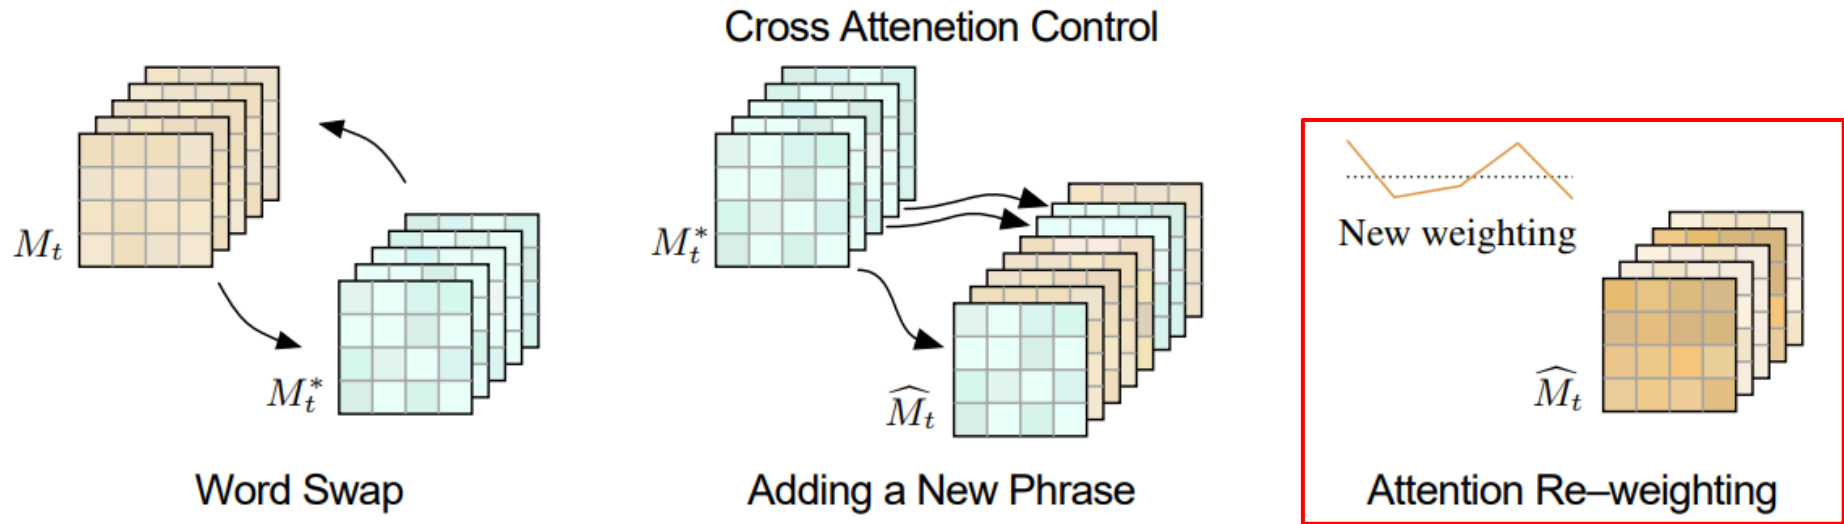 Cross Attenetion Control
M_t
M_t^*
Word Swap
M_t^*
\widehat{M}_t
Adding a New Phrase
New weighting
\widehat{M}_t
Attention Re–weighting